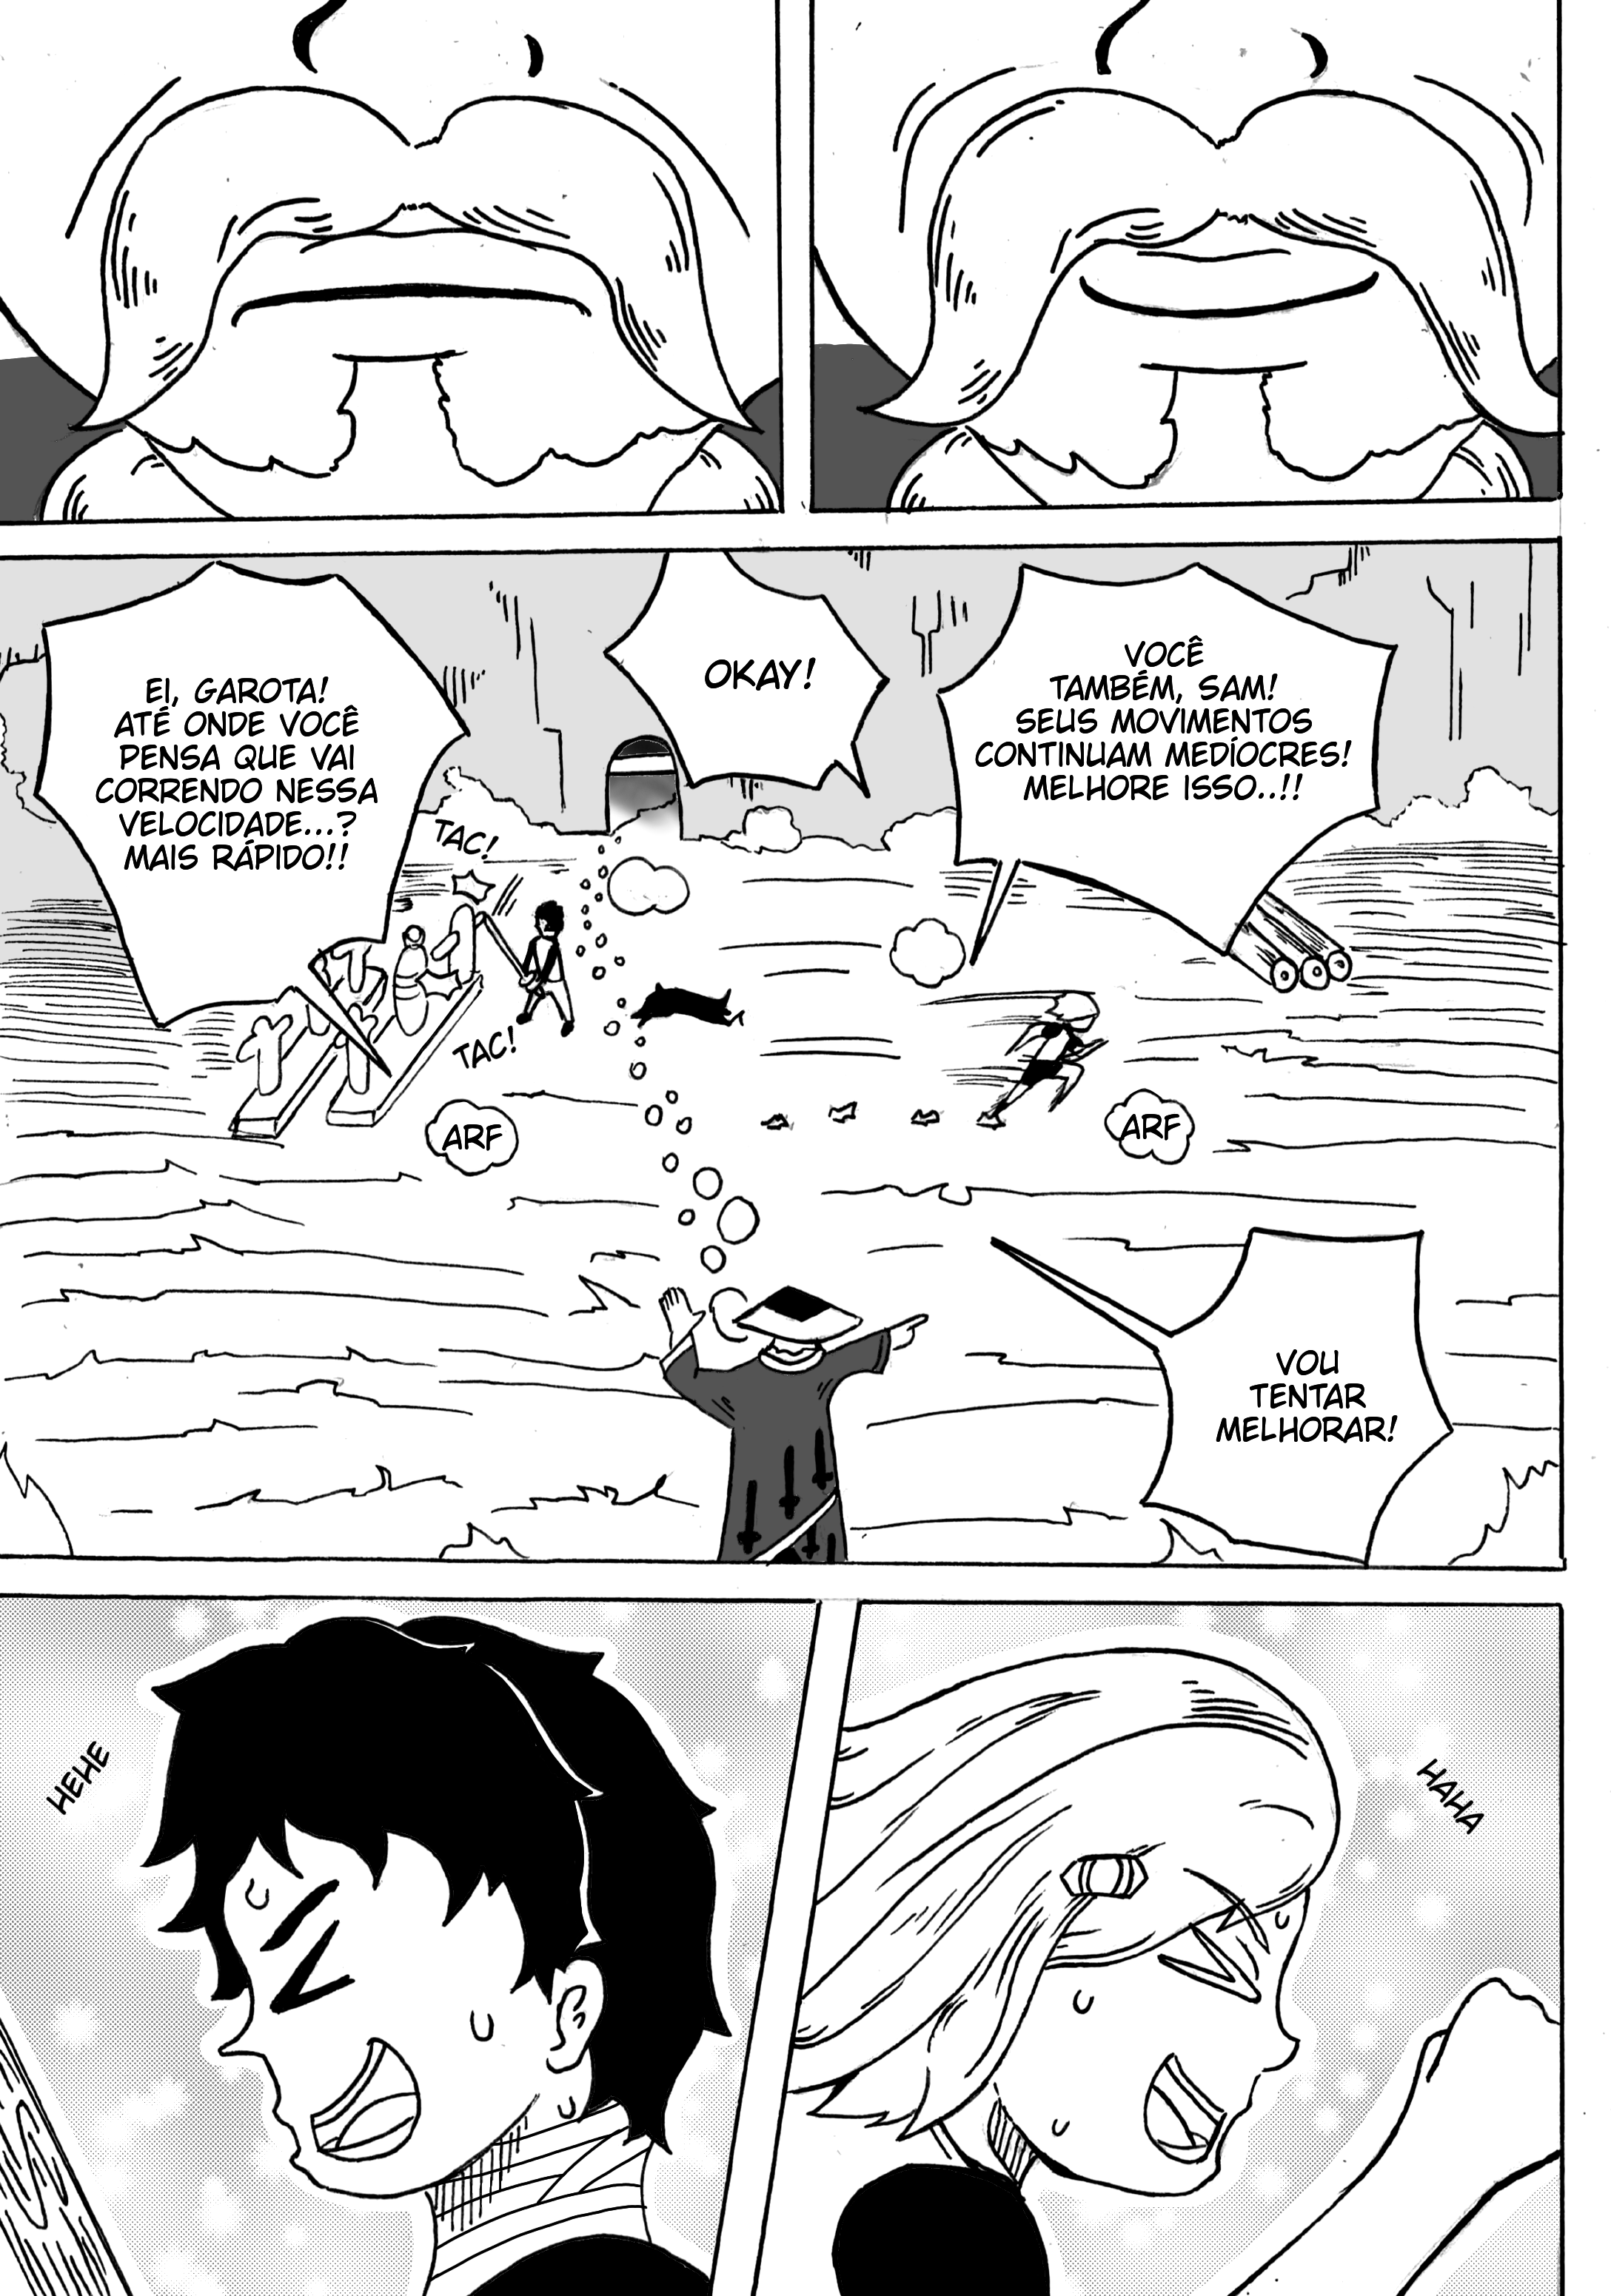 EI, GAROTA!
ATÉ ONDE VOCÊ
PENSA QUE VAI
CORRENDO NESSA
VELOCIDADE...?
MAIS RÁPIDO!!
OKAY!
VOCÊ
TAMBÉM, SAM!
SEUS MOVIMENTOS
CONTINUAM MEDÍOCRES!
MELHORE ISSO..!!
TAC!
TAC!
ARF
ARF
VOU
TENTAR
MELHORAR!
HEHE
HAHA